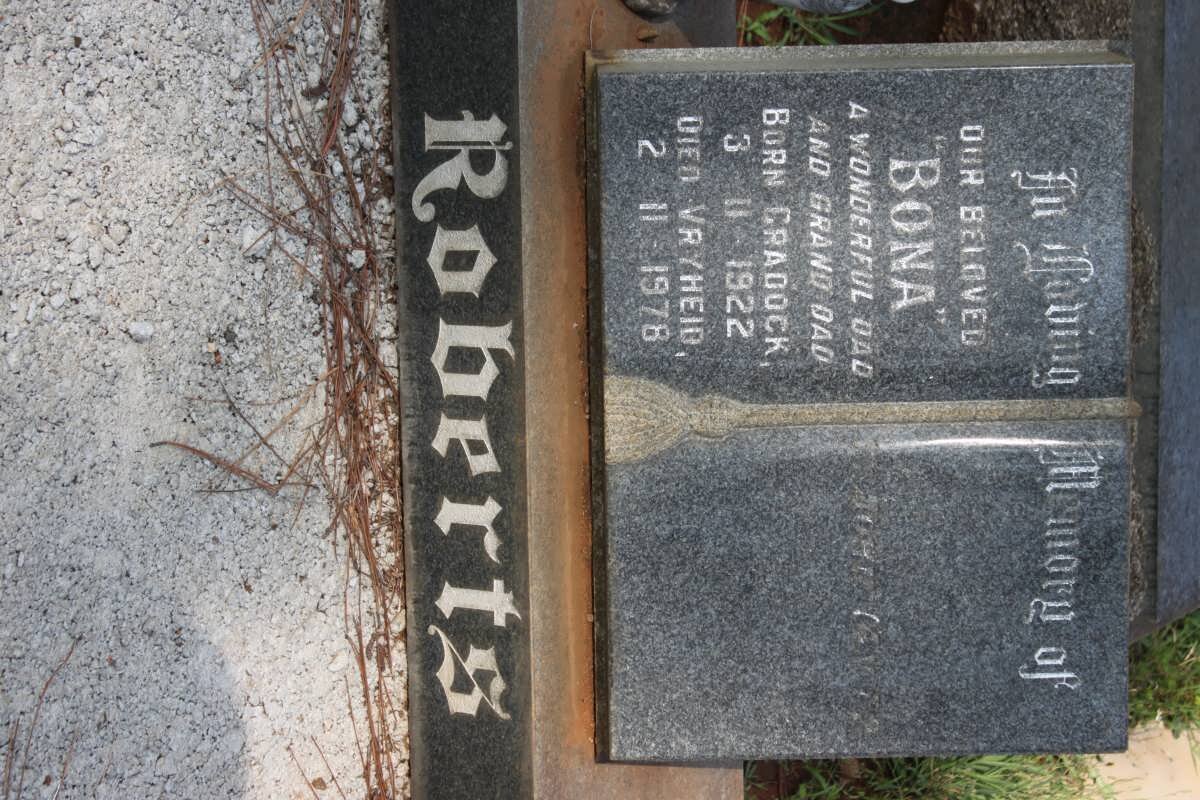 In Loving Memory of
OUR BELOVED
"BONA"
A WONDERFUL DAD
AND GRAND DAD
BORN CRADOCK,
3 · 11 · 1922
DIED VRYHEID,
2 · 11 · 1978
Roberts